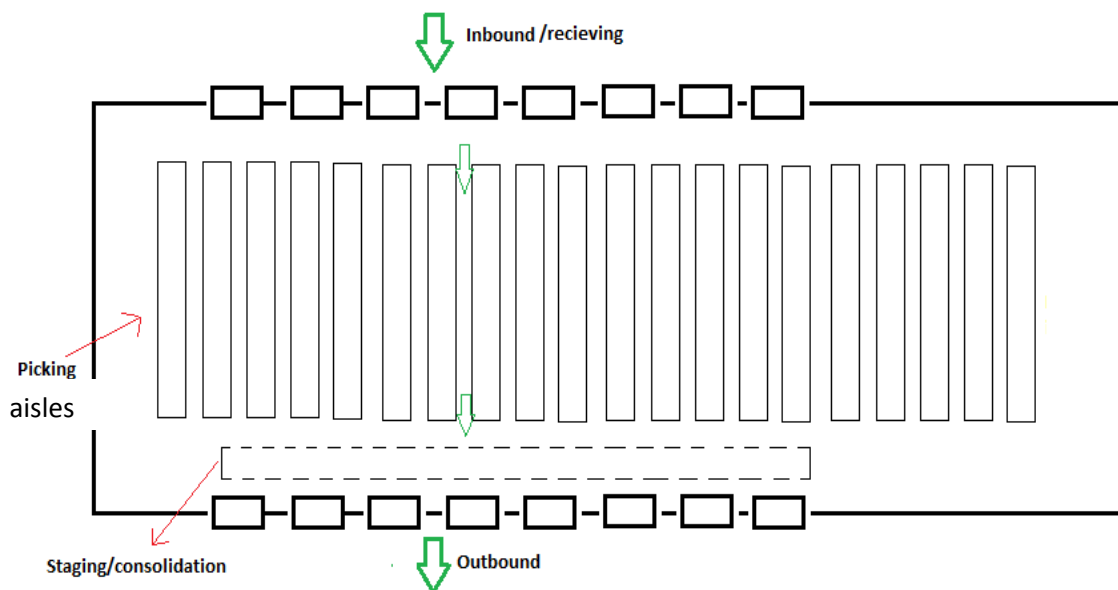 Inbound /recieving
Picking
aisles
Staging/consolidation
Outbound